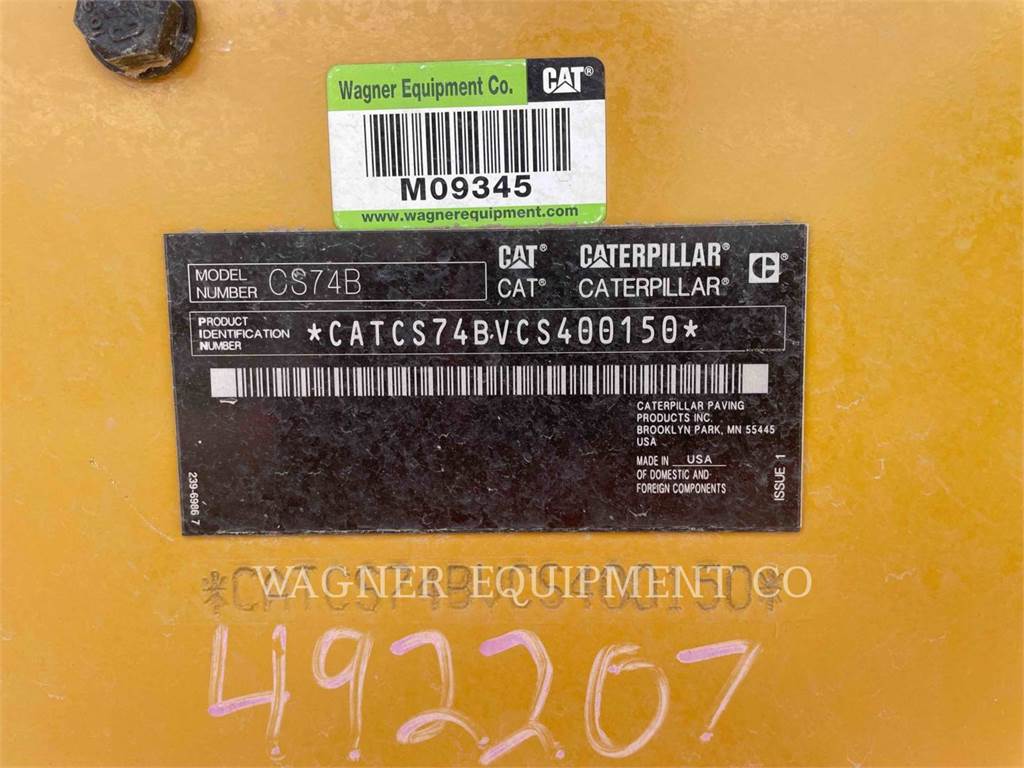 Wagner Equipment Co. CAT®
M09345
www.wagnerequipment.com
MODEL NUMBER CS74B
CAT® CATERPILLAR®
CAT® CATERPILLAR®
PRODUCT
IDENTIFICATION
NUMBER
*CATCS74BVCS400150*
CATERPILLAR PAVING
PRODUCTS INC.
BROOKLYN PARK, MN 55445
USA
MADE IN USA
OF DOMESTIC AND
FOREIGN COMPONENTS
239-6986 7
ISSUE 1
*CATCS74BVCS400150*
WAGNER EQUIPMENT CO
492207